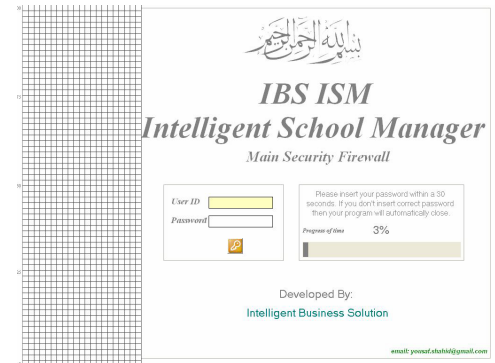 بسم الله الرحمن الرحيم
IBS ISM
Intelligent School Manager
Main Security Firewall
User ID
Password
Please insert your password within a 30
seconds. If you don't insert correct password
then your program will automatically close.
Progress of time 3%
Developed By:
Intelligent Business Solution
email: yousaf.shahid@gmail.com